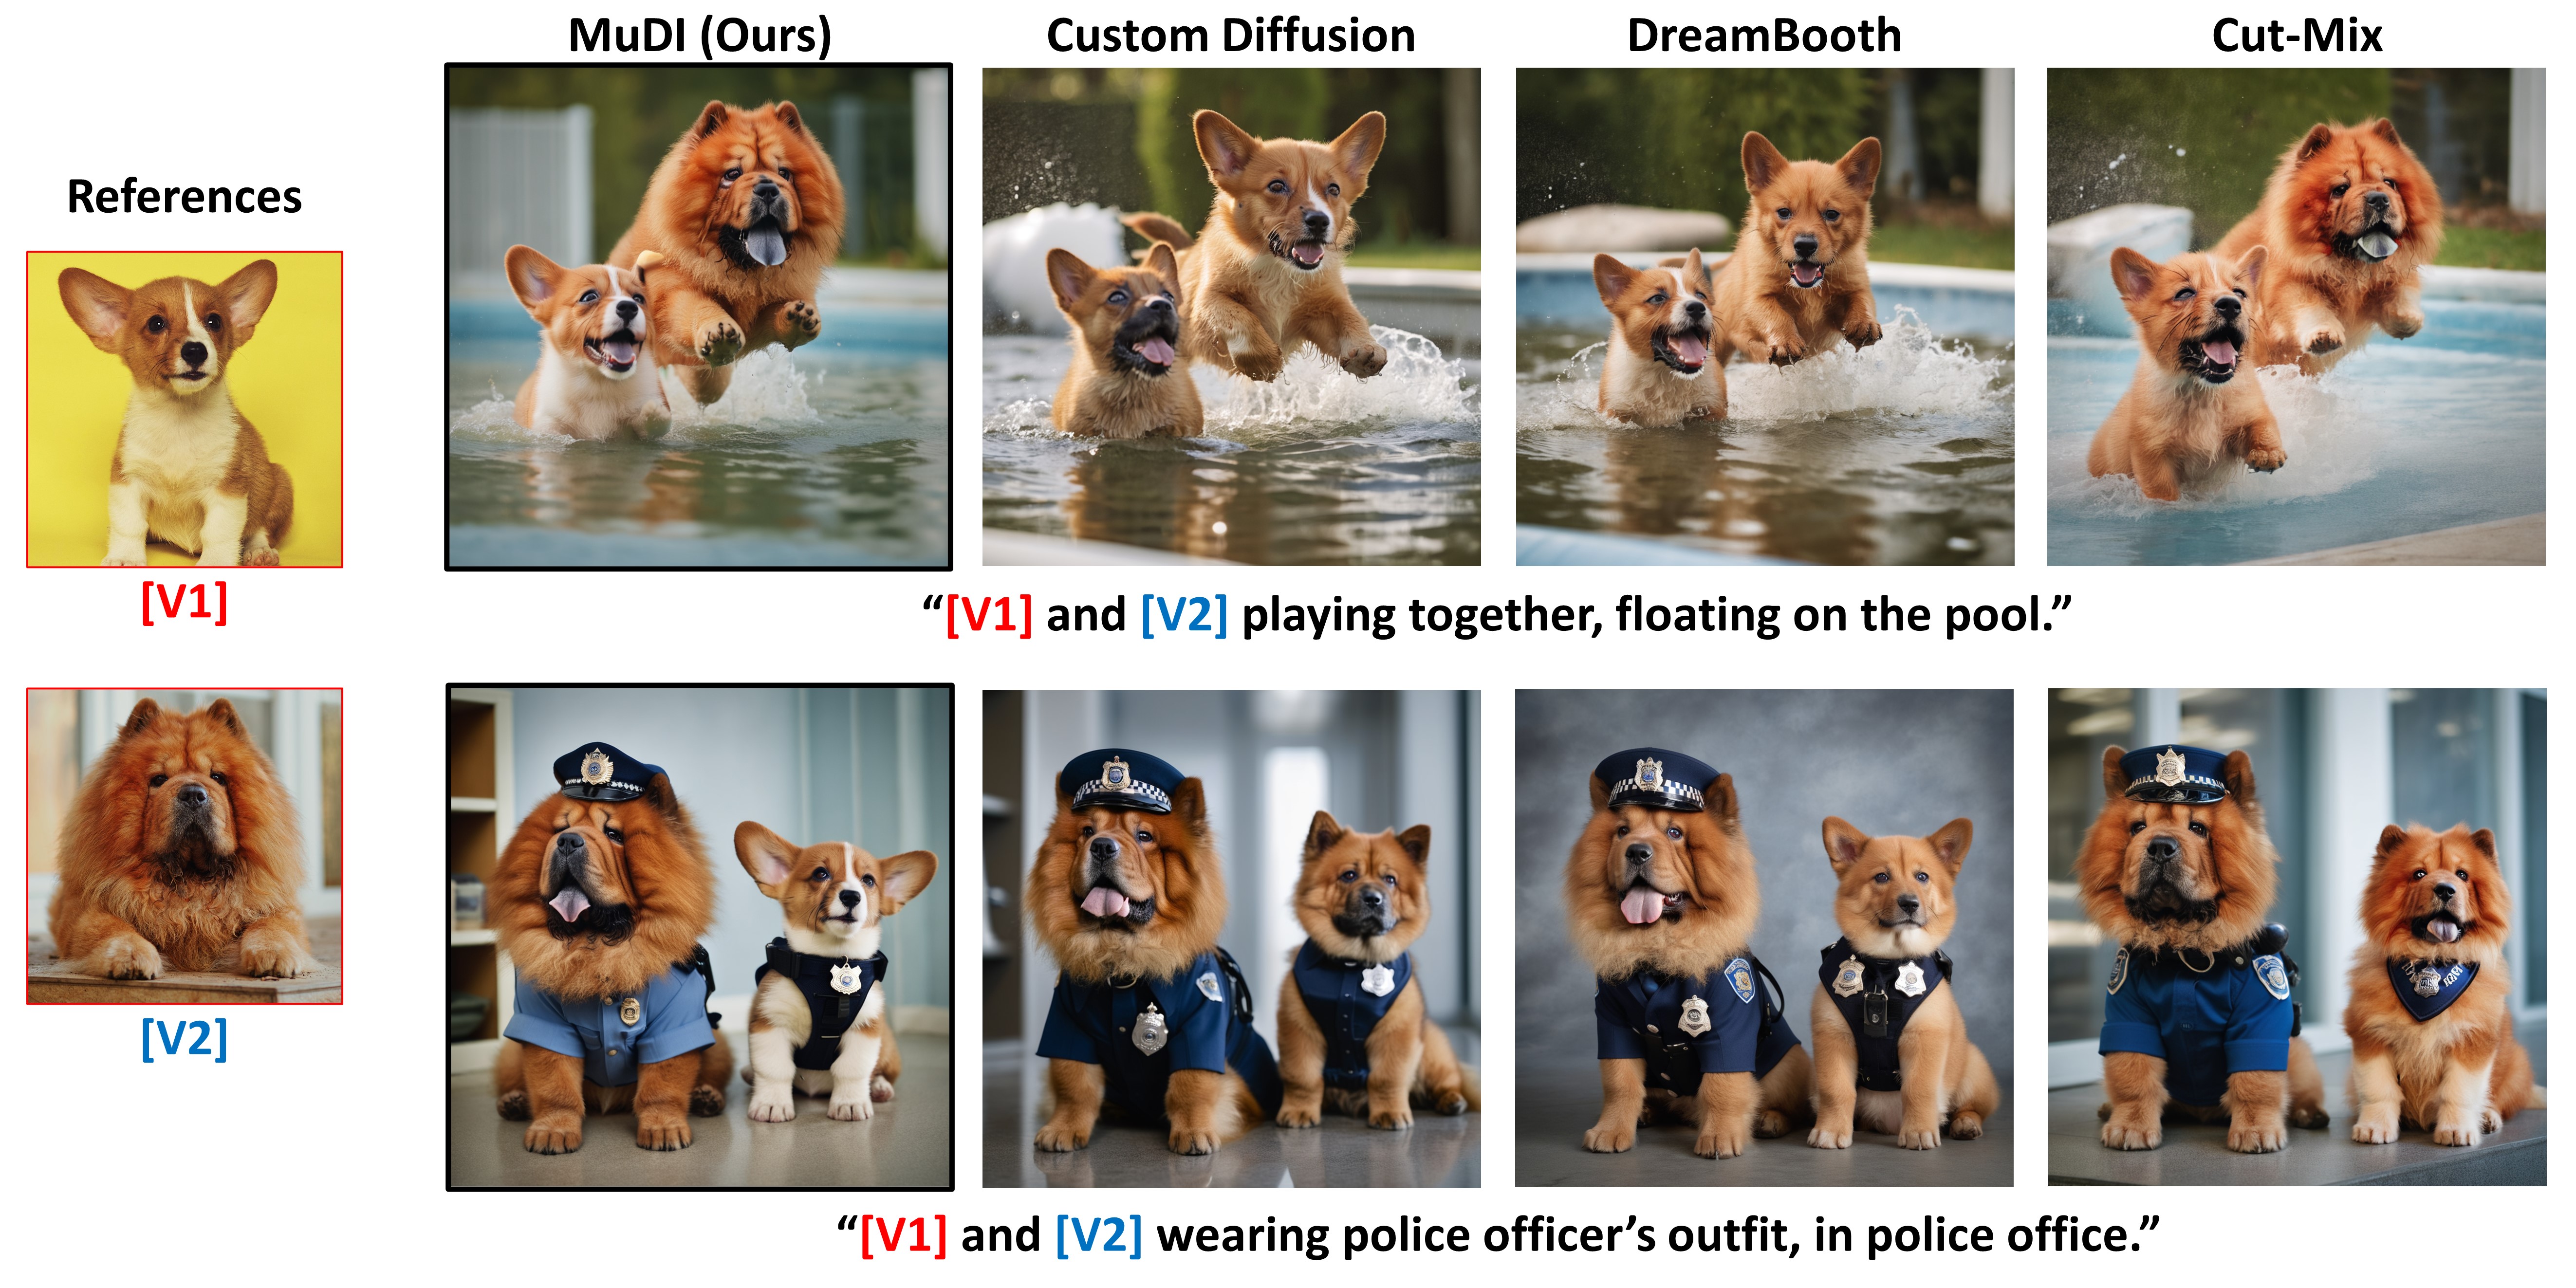 MuDI (Ours)
Custom Diffusion
DreamBooth
Cut-Mix
References
[V1]
“[V1] and [V2] playing together, floating on the pool.”
[V2]
“[V1] and [V2] wearing police officer’s outfit, in police office.”